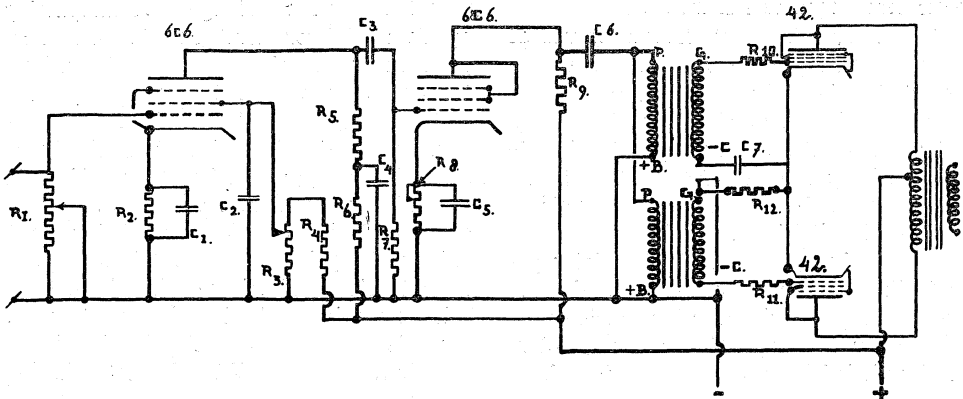 6C6.
C3.
6C6.
C6.
P.
G.
R10.
42.
R5.
R9.
-C
C7.
+B.
R8.
C4
R1.
R2.
C1.
C2.
R3.
R4
R6.
R7.
C5.
P.
G.
R12.
-C.
42.
+B.
R11.
-
+